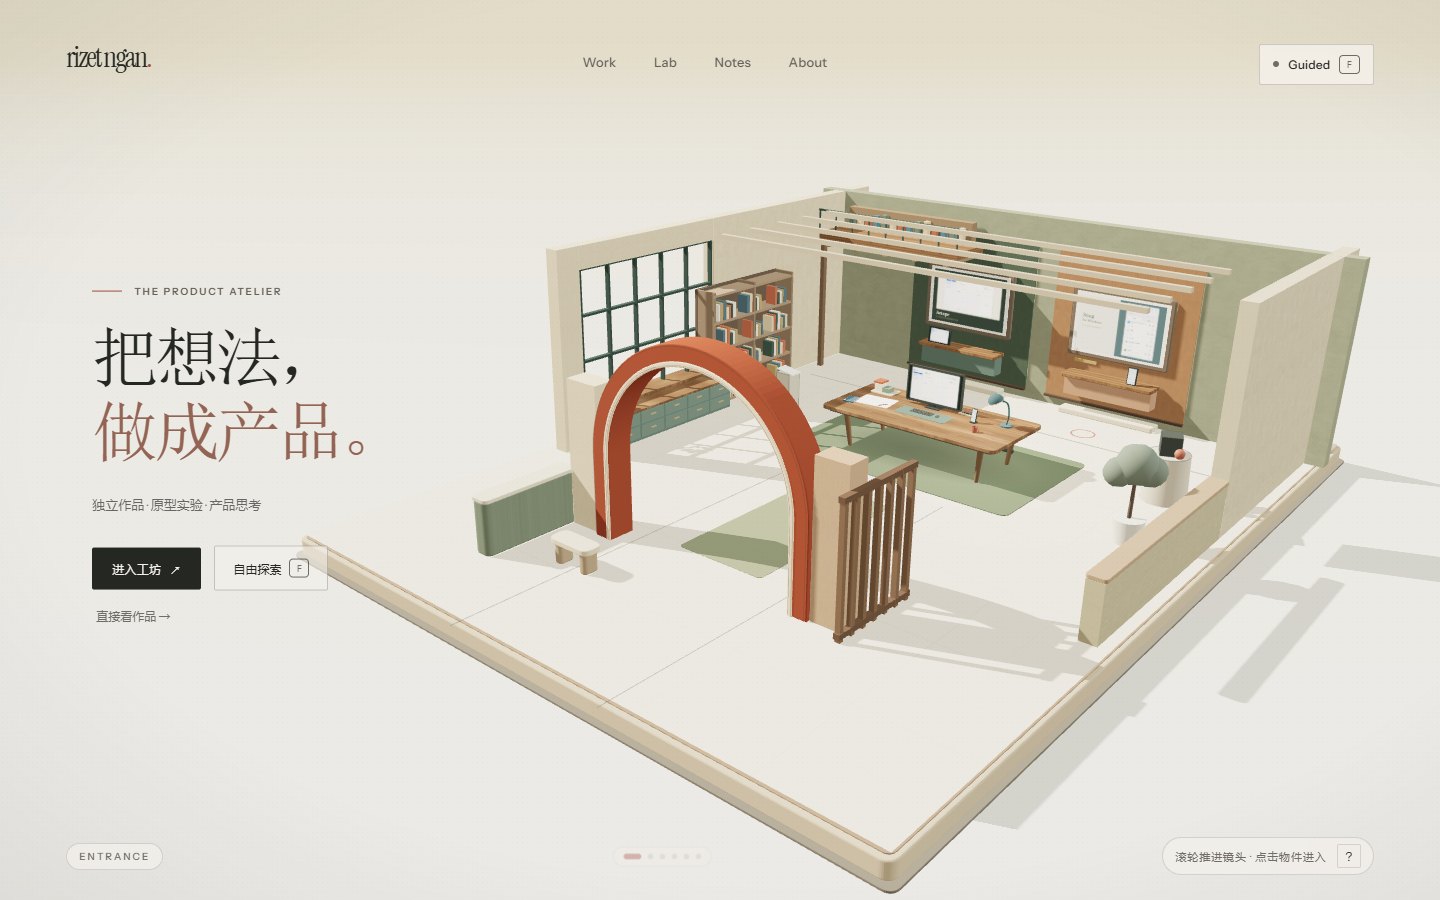 rizet ngan.
Work
Lab
Notes
About
Guided F
THE PRODUCT ATELIER
把想法，
做成产品。
独立作品·原型实验·产品思考
进入工坊 ↗
自由探索 F
直接看作品→
ENTRANCE
滚轮推进镜头·点击物件进入 ?